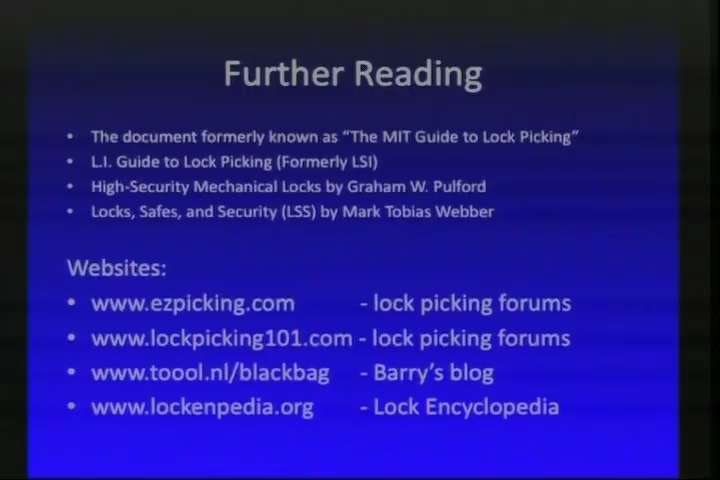 Further Reading
• The document formerly known as “The MIT Guide to Lock Picking”
• L.I. Guide to Lock Picking (Formerly LSI)
• High-Security Mechanical Locks by Graham W. Pulford
• Locks, Safes, and Security (LSS) by Mark Tobias Webber
Websites:
• www.ezpicking.com - lock picking forums
• www.lockpicking101.com - lock picking forums
• www.toool.nl/blackbag - Barry’s blog
• www.lockenpedia.org - Lock Encyclopedia